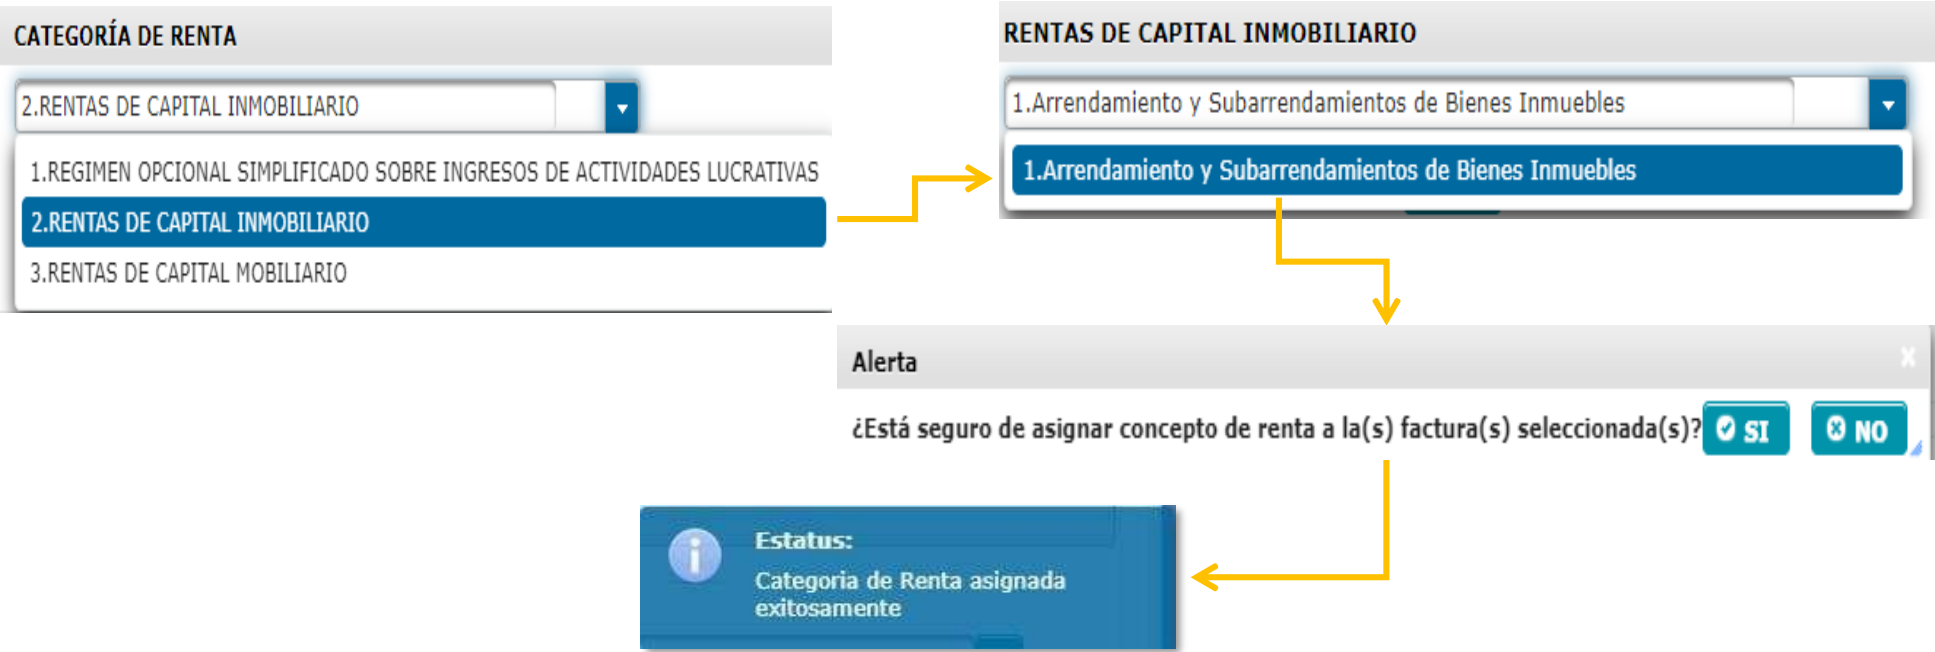 CATEGORÍA DE RENTA
2.RENTAS DE CAPITAL INMOBILIARIO
1.REGIMEN OPCIONAL SIMPLIFICADO SOBRE INGRESOS DE ACTIVIDADES LUCRATIVAS
2.RENTAS DE CAPITAL INMOBILIARIO
3.RENTAS DE CAPITAL MOBILIARIO
RENTAS DE CAPITAL INMOBILIARIO
1.Arrendamiento y Subarrendamientos de Bienes Inmuebles
1.Arrendamiento y Subarrendamientos de Bienes Inmuebles
Alerta
¿Está seguro de asignar concepto de renta a la(s) factura(s) seleccionada(s)? SI NO
Estatus:
Categoria de Renta asignada
exitosamente